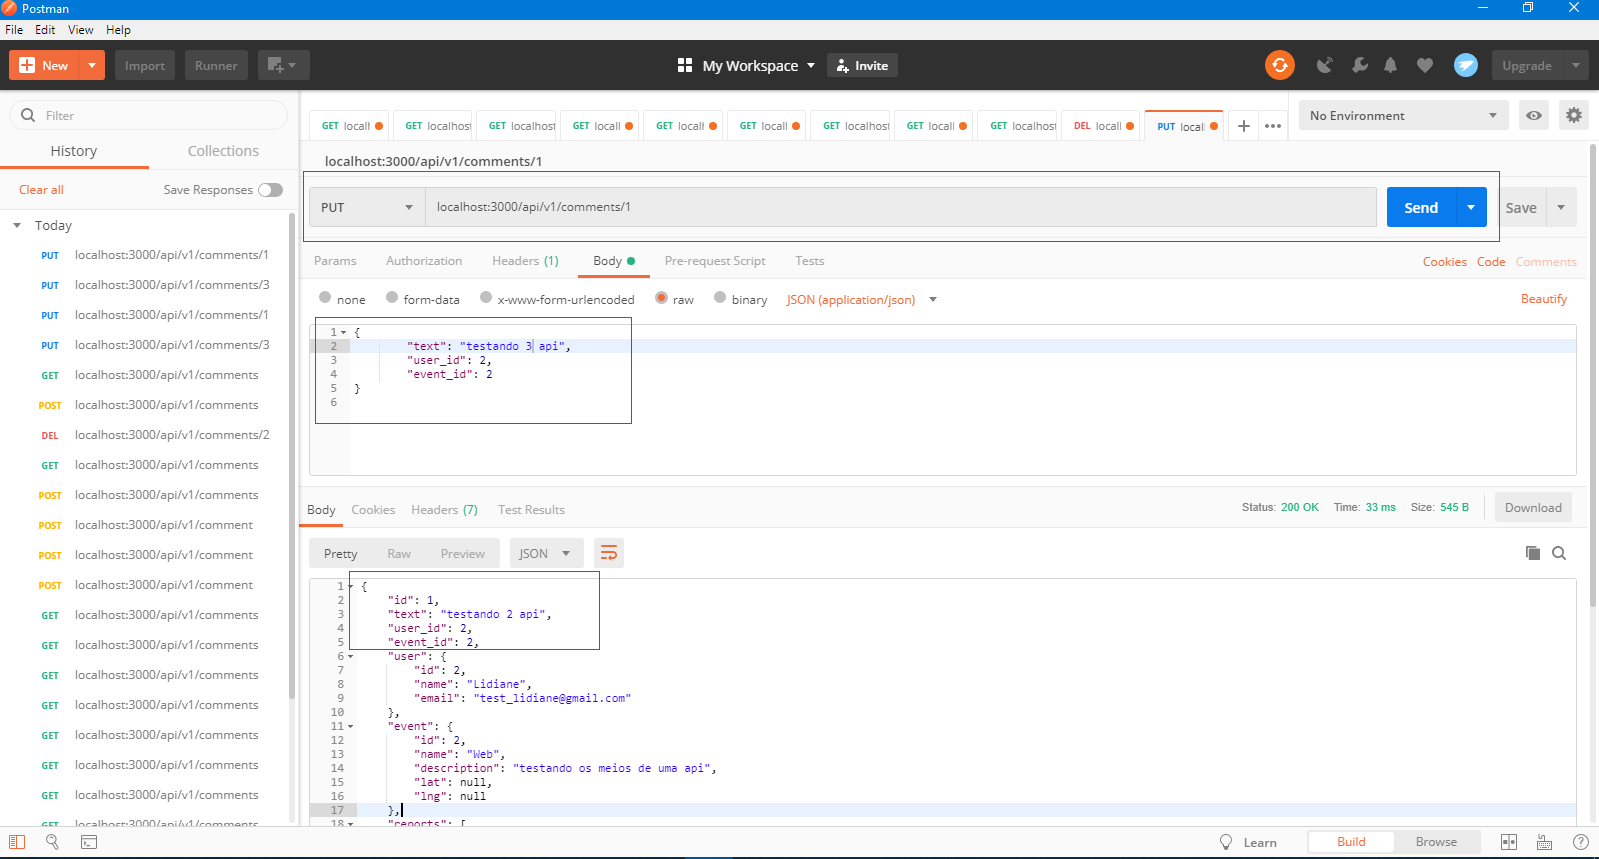 Postman
File Edit View Help
New Import Runner My Workspace Invite Upgrade
Filter
History Collections
Clear all Save Responses
Today
PUT localhost:3000/api/v1/comments/1
PUT localhost:3000/api/v1/comments/3
PUT localhost:3000/api/v1/comments/1
PUT localhost:3000/api/v1/comments/3
GET localhost:3000/api/v1/comments
POST localhost:3000/api/v1/comments
DEL localhost:3000/api/v1/comments/2
GET localhost:3000/api/v1/comments
POST localhost:3000/api/v1/comments
POST localhost:3000/api/v1/comment
POST localhost:3000/api/v1/comment
POST localhost:3000/api/v1/comment
GET localhost:3000/api/v1/comments
GET localhost:3000/api/v1/comments
GET localhost:3000/api/v1/comments
GET localhost:3000/api/v1/comments
GET localhost:3000/api/v1/comments
GET localhost:3000/api/v1/comments
GET localhost:3000/api/v1/comments
GET localhost:3000/api/v1/comments
GET locall GET localhost GET localhost GET locall GET locall GET locall GET localhost GET locall GET localhost DEL locall PUT locall
No Environment
localhost:3000/api/v1/comments/1
PUT localhost:3000/api/v1/comments/1 Send Save
Params Authorization Headers (1) Body Pre-request Script Tests Cookies Code Comments
none form-data x-www-form-urlencoded raw binary JSON (application/json) Beautify
1 {
2 "text": "testando 3 api",
3 "user_id": 2,
4 "event_id": 2
5 }
6
Body Cookies Headers (7) Test Results Status: 200 OK Time: 33 ms Size: 545 B Download
Pretty Raw Preview JSON
1 {
2 "id": 1,
3 "text": "testando 2 api",
4 "user_id": 2,
5 "event_id": 2,
6 "user": {
7 "id": 2,
8 "name": "Lidiane",
9 "email": "test_lidiane@gmail.com"
10 },
11 "event": {
12 "id": 2,
13 "name": "Web",
14 "description": "testando os meios de uma api",
15 "lat": null,
16 "lng": null
17 },
18 "reports": [
Learn Build Browse